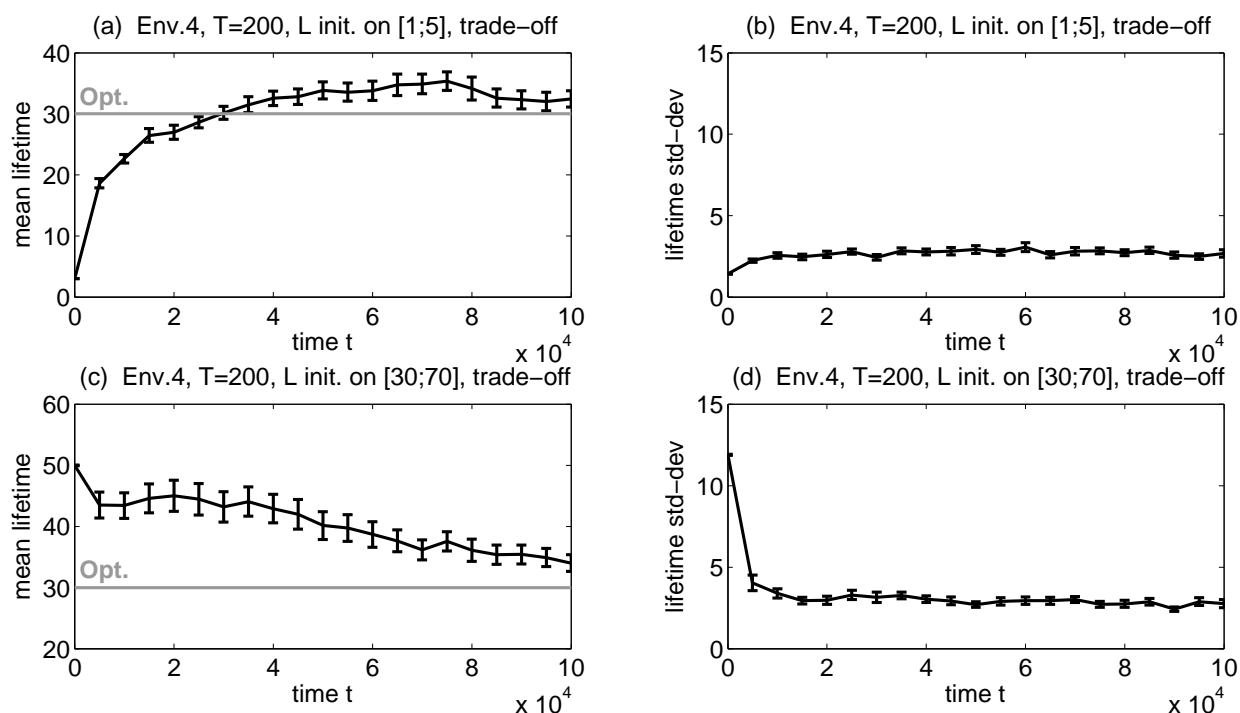 (a) Env.4, T=200, L init. on [1;5], trade−off
40
30
20
10
0
mean lifetime
Opt.
0 2 4 6 8 10
time t
x 10^4
(b) Env.4, T=200, L init. on [1;5], trade−off
15
10
5
0
lifetime std−dev
0 2 4 6 8 10
time t
x 10^4
(c) Env.4, T=200, L init. on [30;70], trade−off
60
50
40
30
20
mean lifetime
Opt.
0 2 4 6 8 10
time t
x 10^4
(d) Env.4, T=200, L init. on [30;70], trade−off
15
10
5
0
lifetime std−dev
0 2 4 6 8 10
time t
x 10^4